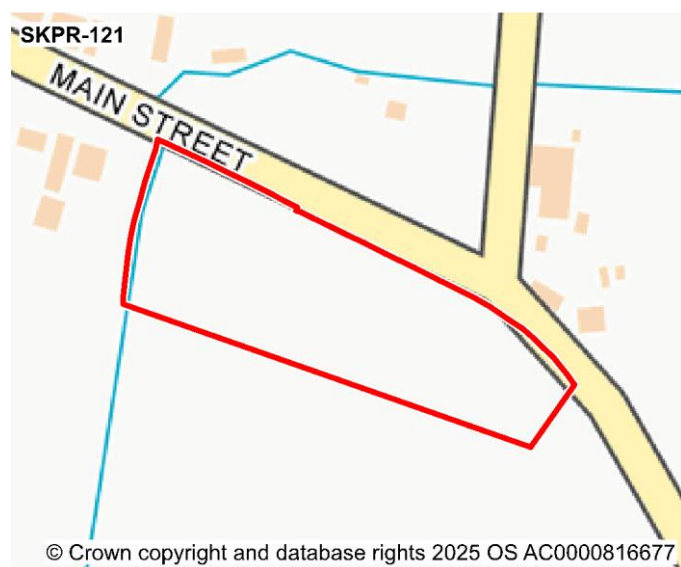 SKPR-121
MAIN STREET
© Crown copyright and database rights 2025 OS AC0000816677